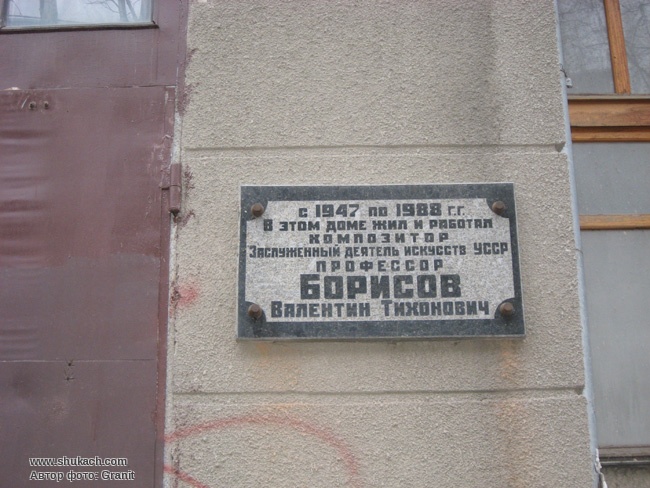 с 1947 по 1988 г.г.
В этом доме жил и работал
композитор
Заслуженный деятель искусств УССР
профессор
БОРИСОВ
Валентин Тихонович
www.shukach.com
Автор фото: Granit